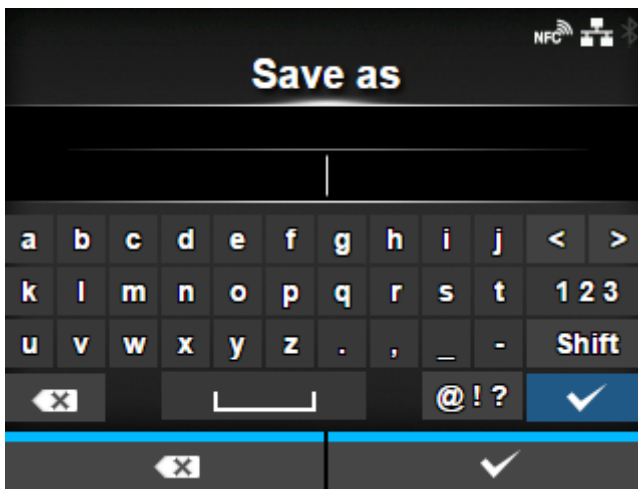 NFC
Save as
a b c d e f g h i j < >
k l m n o p q r s t 1 2 3
u v w x y z . , _ - Shift
@ ! ?